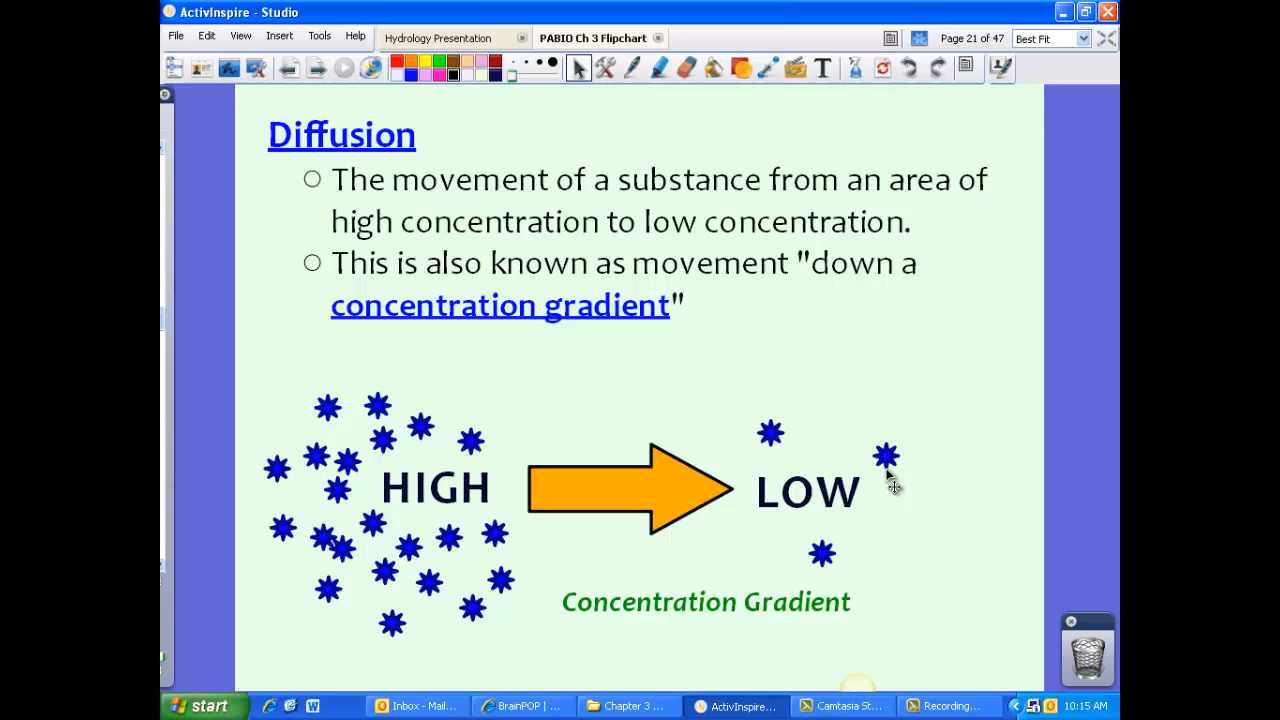 ActivInspire - Studio
File Edit View Insert Tools Help
Hydrology Presentation
PABIO Ch 3 Flipchart
Page 21 of 47
Best Fit
Diffusion
The movement of a substance from an area of
high concentration to low concentration.
This is also known as movement "down a
concentration gradient"
HIGH
LOW
Concentration Gradient
start
Inbox - Mail...
BrainPOP | ...
Chapter 3 ...
ActivInspire...
Camtasia St...
Recording...
10:15 AM